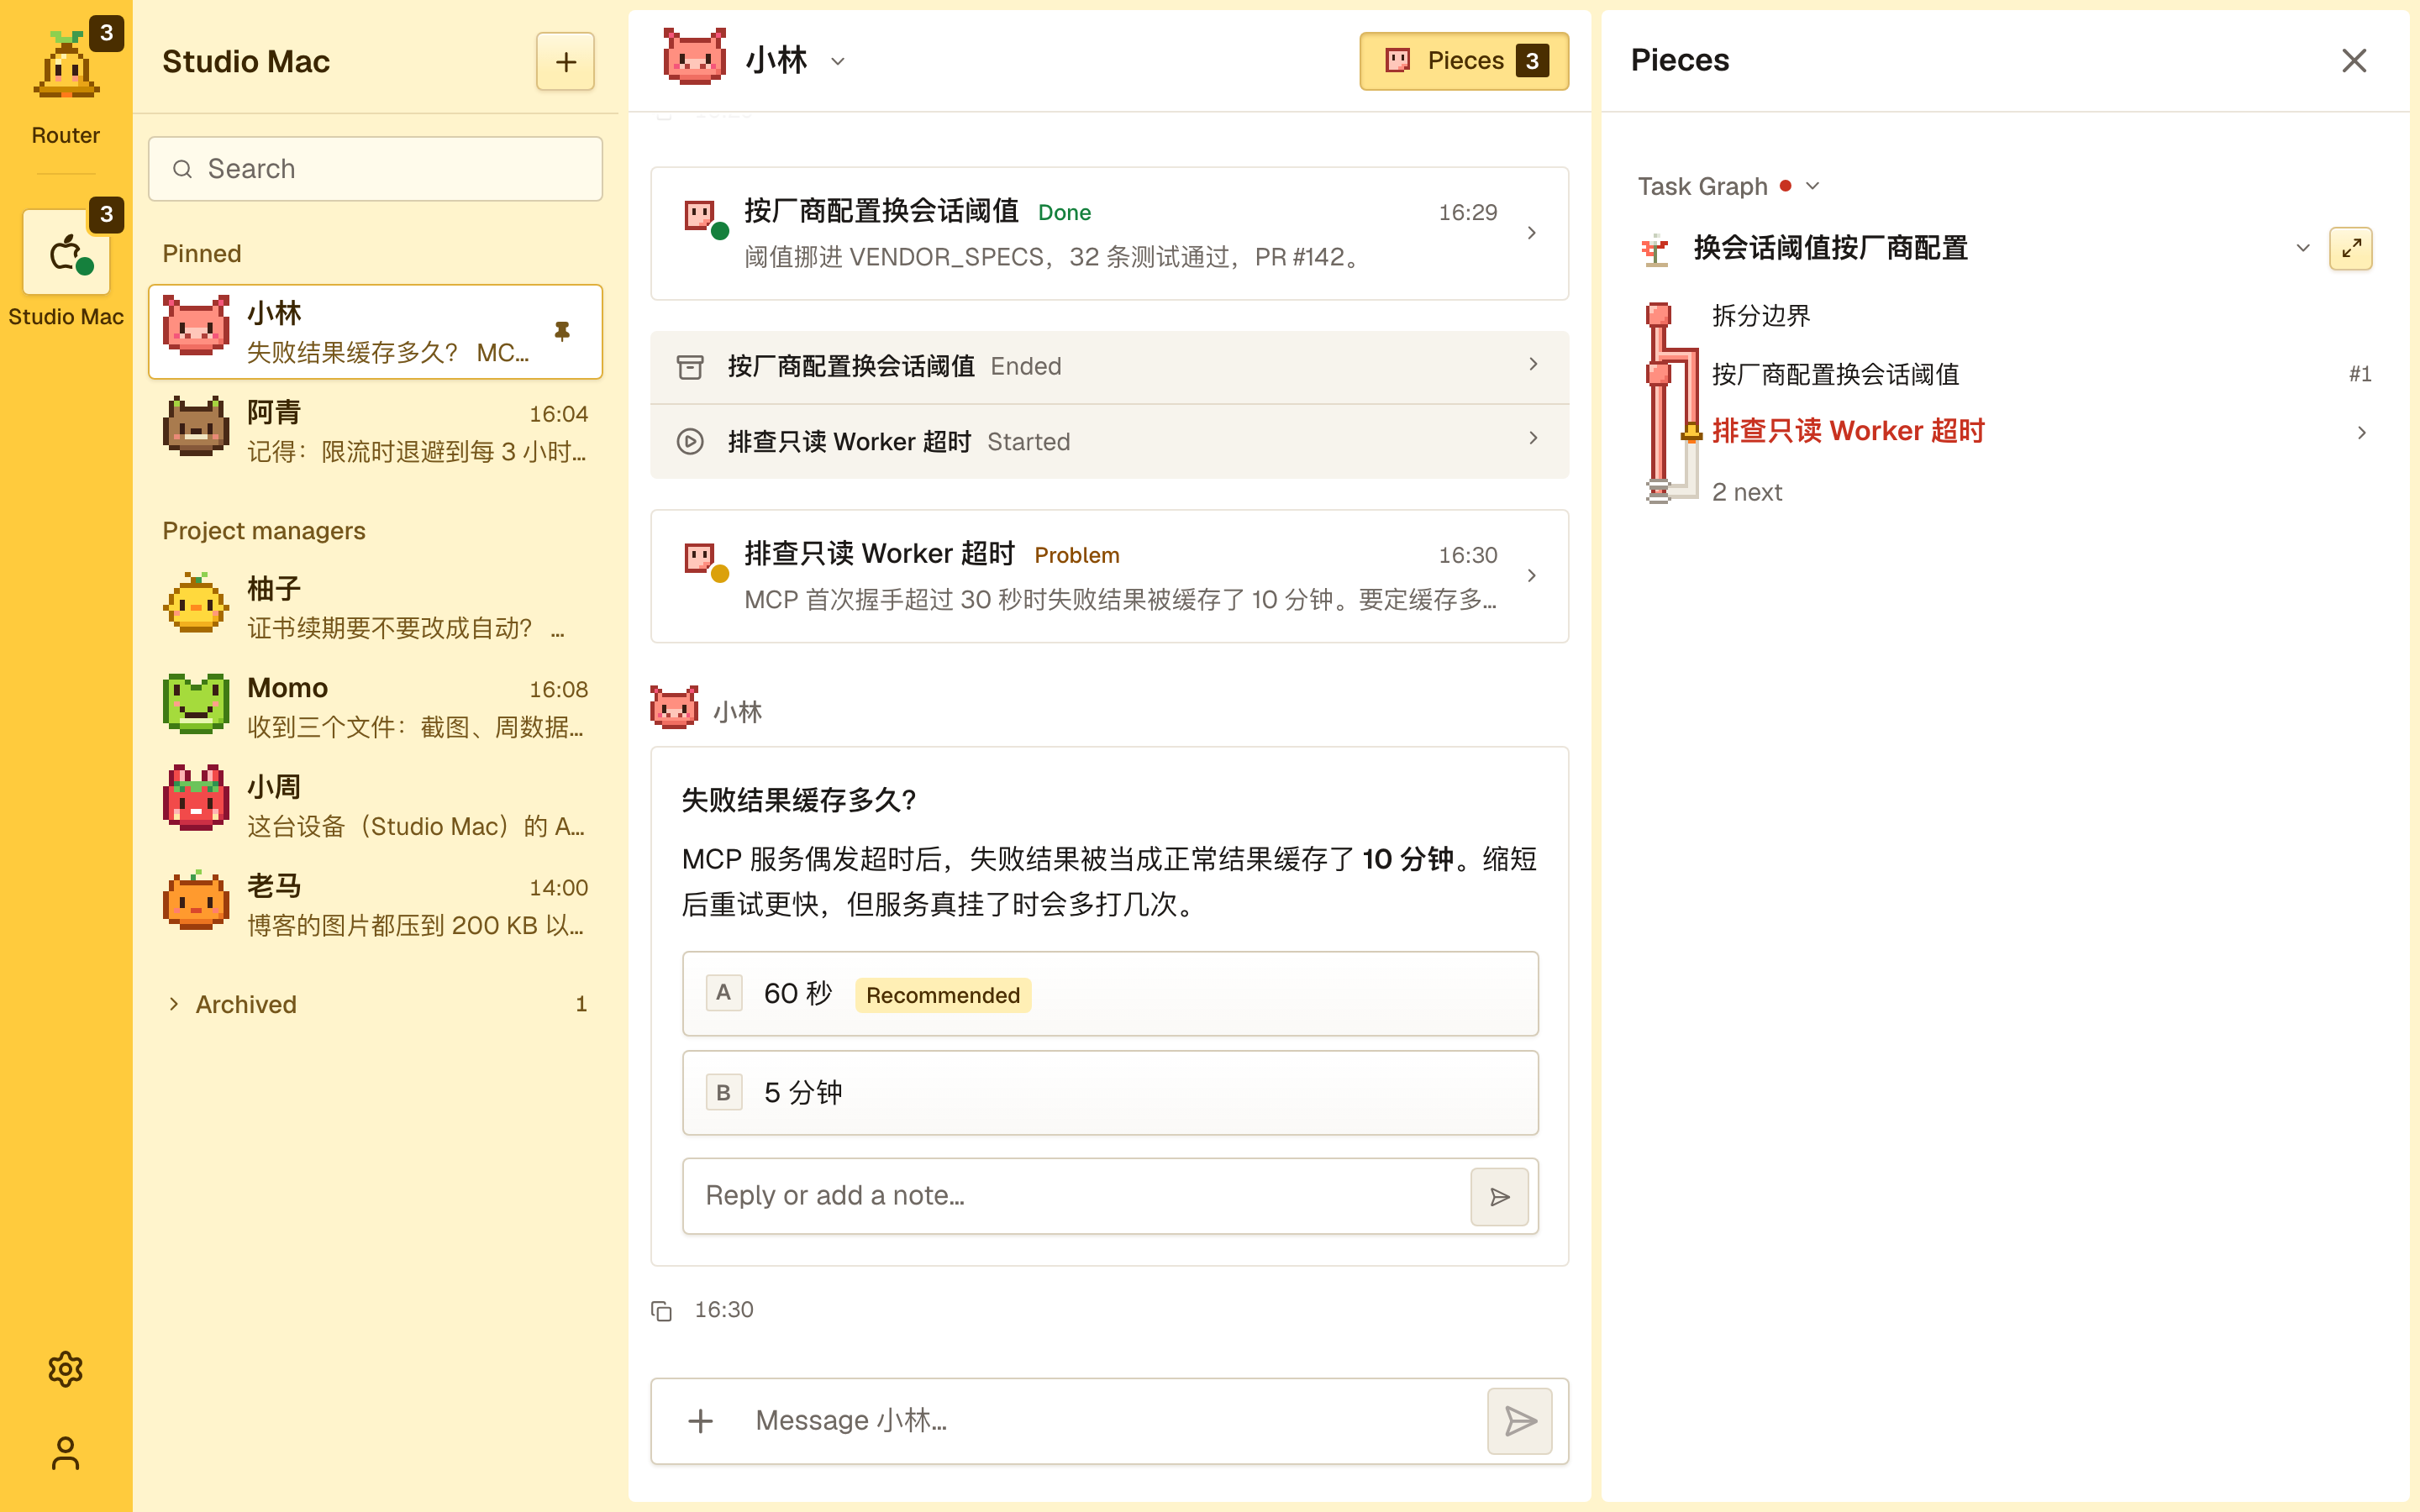 3
Router
3
Studio Mac
Studio Mac
Search
Pinned
小林
失败结果缓存多久? MC...
阿青 16:04
记得：限流时退避到每 3 小时...
Project managers
柚子
证书续期要不要改成自动? ...
Momo 16:08
收到三个文件：截图、周数据...
小周
这台设备（Studio Mac）的 A...
老马 14:00
博客的图片都压到 200 KB 以...
Archived 1
小林
Pieces 3
按厂商配置换会话阈值 Done 16:29
阈值挪进 VENDOR_SPECS，32 条测试通过，PR #142。
按厂商配置换会话阈值 Ended
排查只读 Worker 超时 Started
排查只读 Worker 超时 Problem 16:30
MCP 首次握手超过 30 秒时失败结果被缓存了 10 分钟。要定缓存多...
小林
失败结果缓存多久?
MCP 服务偶发超时后，失败结果被当成正常结果缓存了 10 分钟。缩短
后重试更快，但服务真挂了时会多打几次。
A 60 秒 Recommended
B 5 分钟
Reply or add a note...
16:30
Message 小林...
Pieces
Task Graph
换会话阈值按厂商配置
拆分边界
按厂商配置换会话阈值 #1
排查只读 Worker 超时
2 next